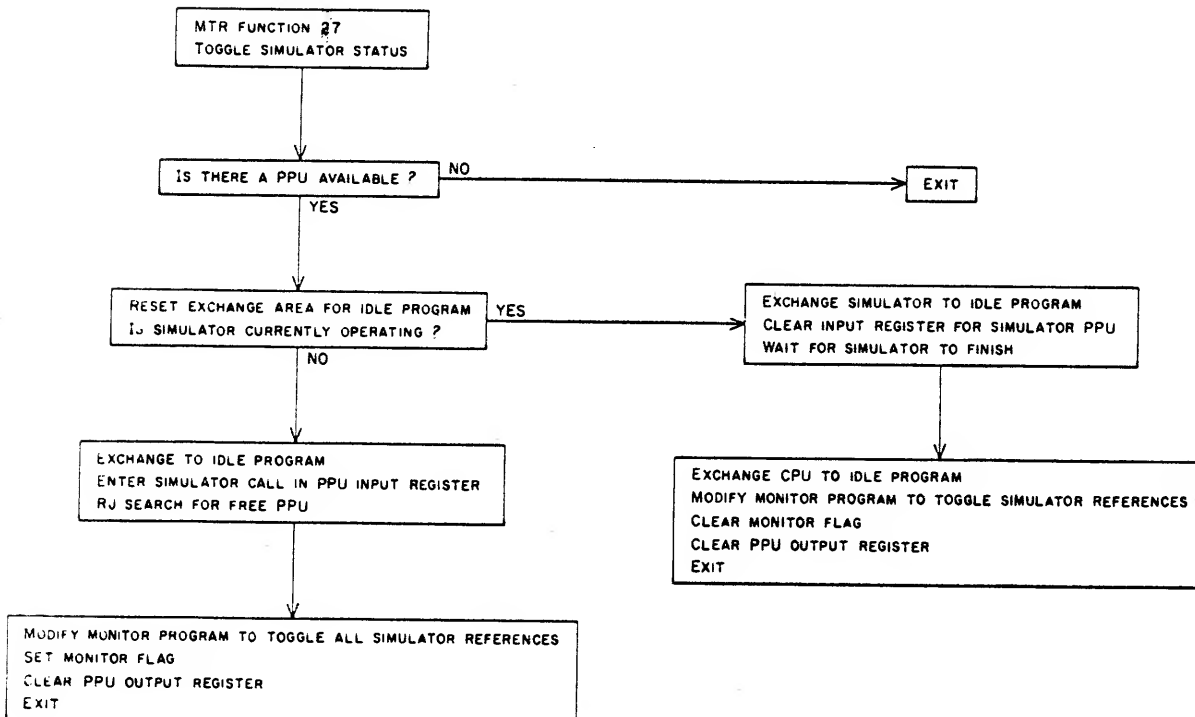 MTR FUNCTION 27
TOGGLE SIMULATOR STATUS
IS THERE A PPU AVAILABLE ?
NO
EXIT
YES
RESET EXCHANGE AREA FOR IDLE PROGRAM
IS SIMULATOR CURRENTLY OPERATING ?
YES
EXCHANGE SIMULATOR TO IDLE PROGRAM
CLEAR INPUT REGISTER FOR SIMULATOR PPU
WAIT FOR SIMULATOR TO FINISH
NO
EXCHANGE TO IDLE PROGRAM
ENTER SIMULATOR CALL IN PPU INPUT REGISTER
RJ SEARCH FOR FREE PPU
EXCHANGE CPU TO IDLE PROGRAM
MODIFY MONITOR PROGRAM TO TOGGLE SIMULATOR REFERENCES
CLEAR MONITOR FLAG
CLEAR PPU OUTPUT REGISTER
EXIT
MODIFY MONITOR PROGRAM TO TOGGLE ALL SIMULATOR REFERENCES
SET MONITOR FLAG
CLEAR PPU OUTPUT REGISTER
EXIT